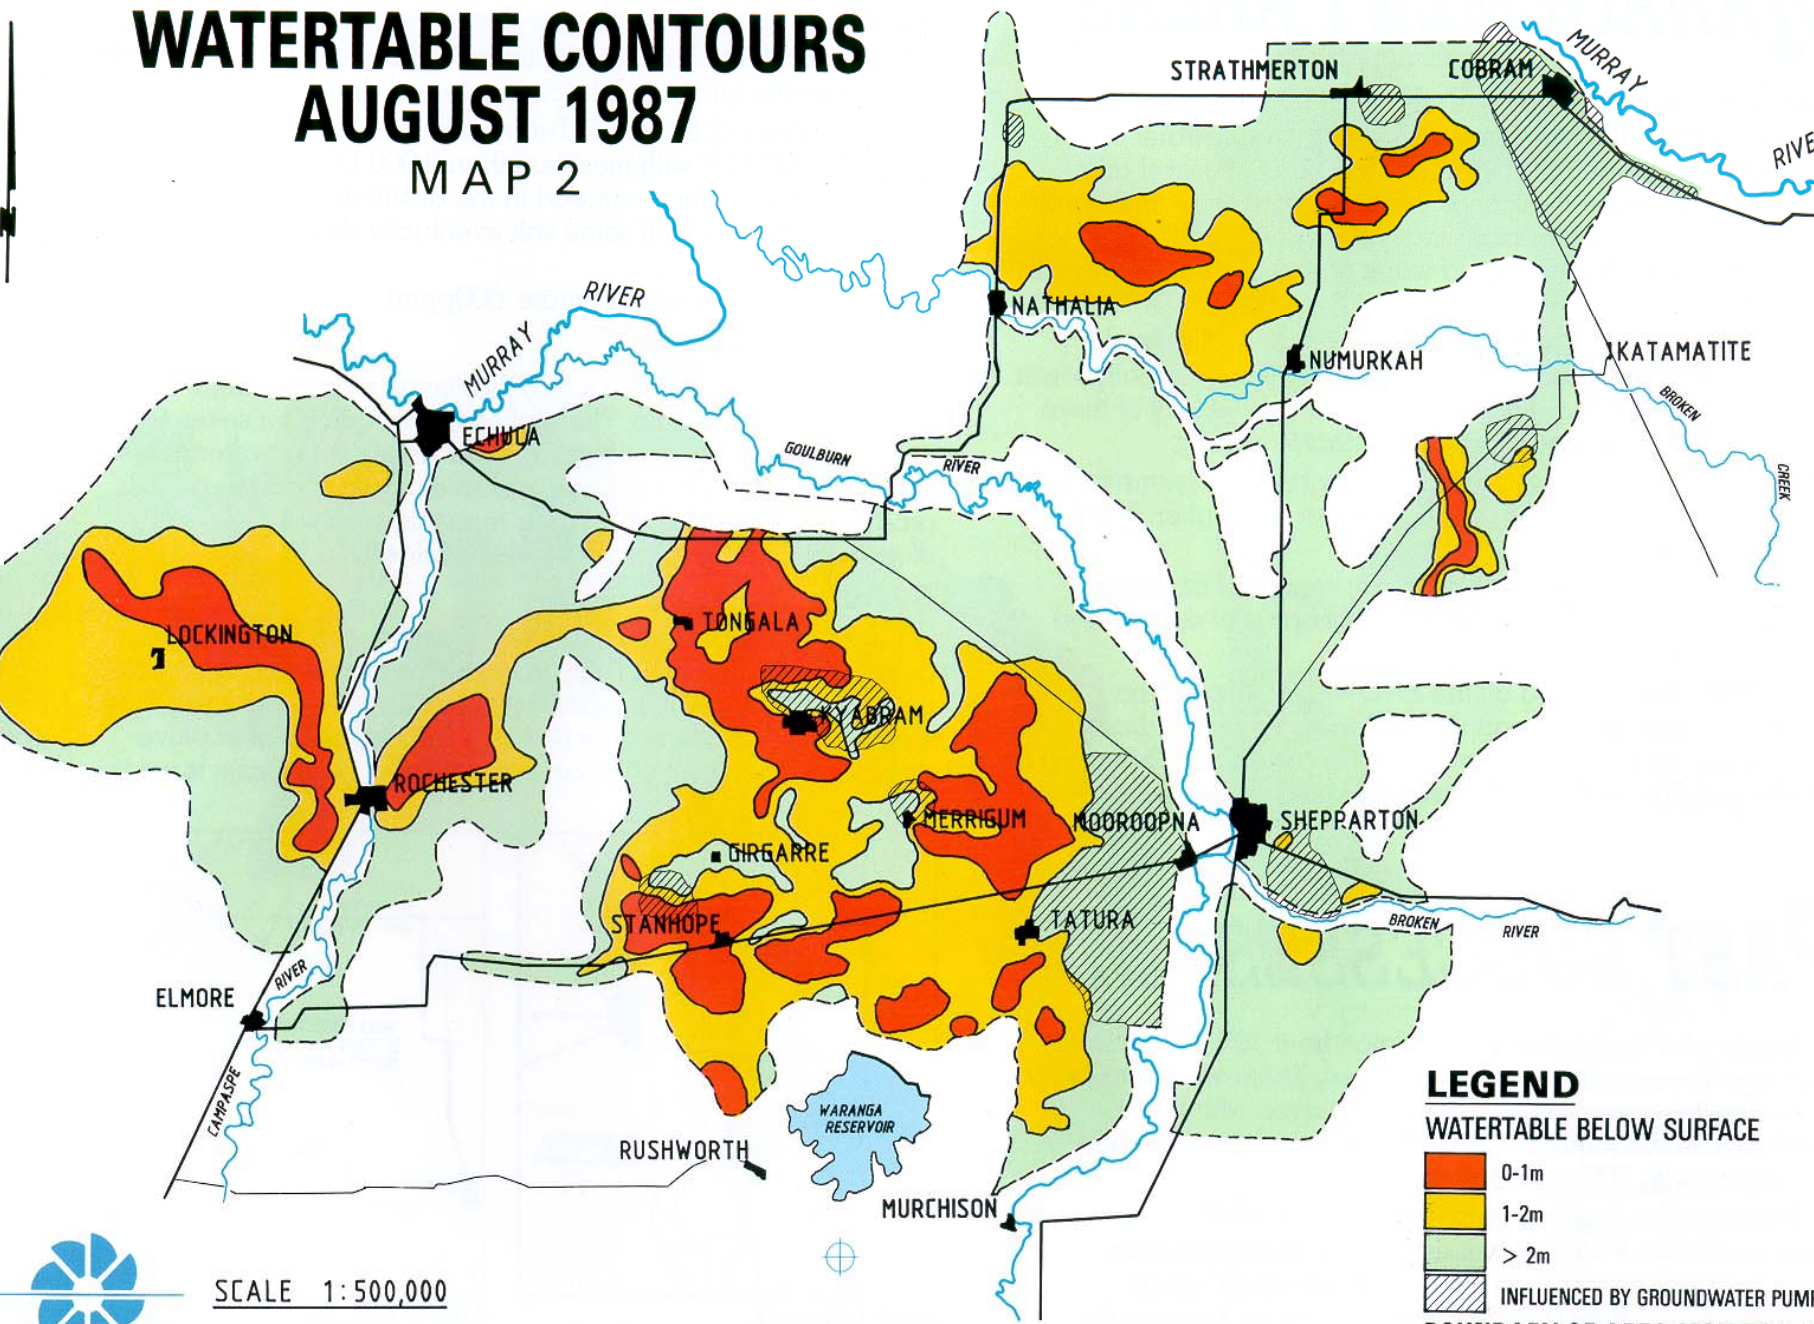 WATERTABLE CONTOURS
AUGUST 1987
MAP 2
N
STRATHMERTON
COBRAM
MURRAY
RIVE
NATHALIA
NUMURKAH
KATAMATITE
BROKEN
CREEK
MURRAY
RIVER
ECHUCA
GOULBURN
RIVER
LOCKINGTON
TONGALA
KYABRAM
ROCHESTER
MERRIGUM
MOOROOPNA
SHEPPARTON
GIRGARRE
STANHOPE
TATURA
BROKEN
RIVER
ELMORE
RIVER
CAMPASPE
WARANGA
RESERVOIR
RUSHWORTH
MURCHISON
SCALE 1:500,000
LEGEND
WATERTABLE BELOW SURFACE
0-1m
1-2m
> 2m
INFLUENCED BY GROUNDWATER PUMP